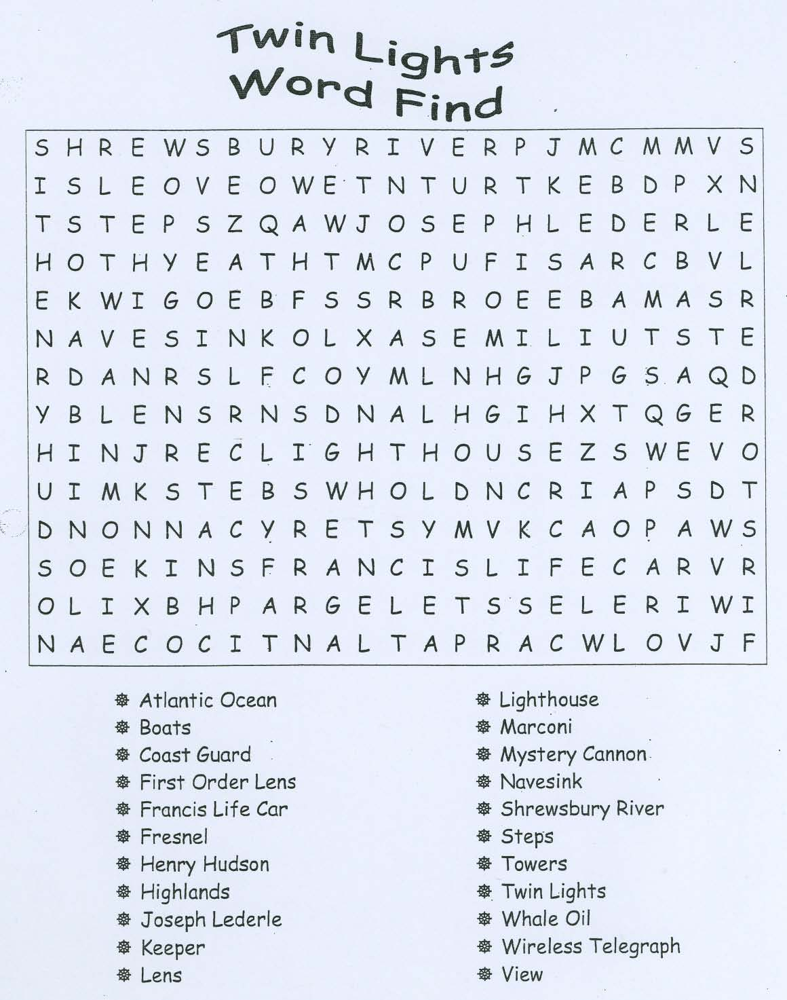 Twin Lights
Word Find
S H R E W S B U R Y R I V E R P J M C M M V S
I S L E O V E O W E T N T U R T K E B D P X N
T S T E P S Z Q A W J O S E P H L E D E R L E
H O T H Y E A T H T M C P U F I S A R C B V L
E K W I G O E B F S S R B R O E E B A M A S R
N A V E S I N K O L X A S E M I L I U T S T E
R D A N R S L F C O Y M L N H G J P G S A Q D
Y B L E N S R N S D N A L H G I H X T Q G E R
H I N J R E C L I G H T H O U S E Z S W E V O
U I M K S T E B S W H O L D N C R I A P S D T
D N O N N A C Y R E T S Y M V K C A O P A W S
S O E K I N S F R A N C I S L I F E C A R V R
O L I X B H P A R G E L E T S S E L E R I W I
N A E C O C I T N A L T A P R A C W L O V J F
Atlantic Ocean
Boats
Coast Guard
First Order Lens
Francis Life Car
Fresnel
Henry Hudson
Highlands
Joseph Lederle
Keeper
Lens
Lighthouse
Marconi
Mystery Cannon
Navesink
Shrewsbury River
Steps
Towers
Twin Lights
Whale Oil
Wireless Telegraph
View